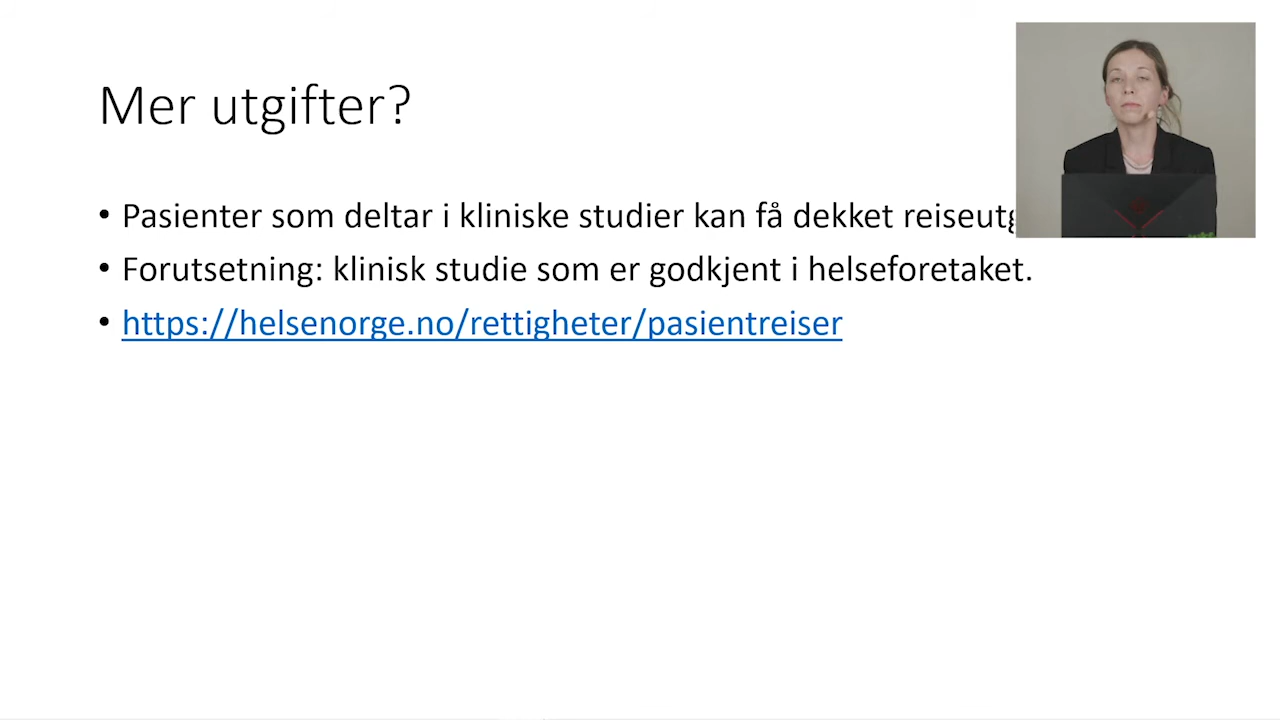 Mer utgifter?
• Pasienter som deltar i kliniske studier kan få dekket
• Forutsetning: klinisk studie som er godkjent i helseforetaket.
• https://helsenorge.no/rettigheter/pasientreiser